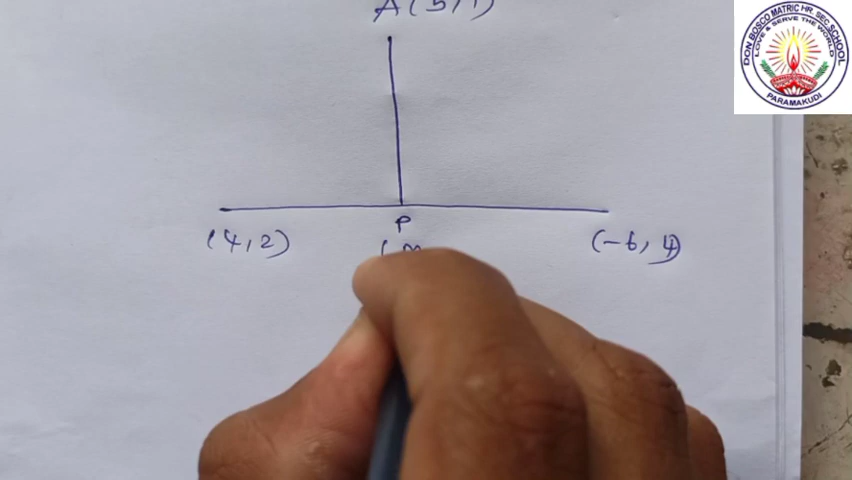 DON BOSCO MATRIC HR. SEC. SCHOOL
LOVE & SERVE THE WORLD
PARAMAKUDI
P
(4,2)
(-6, 4)